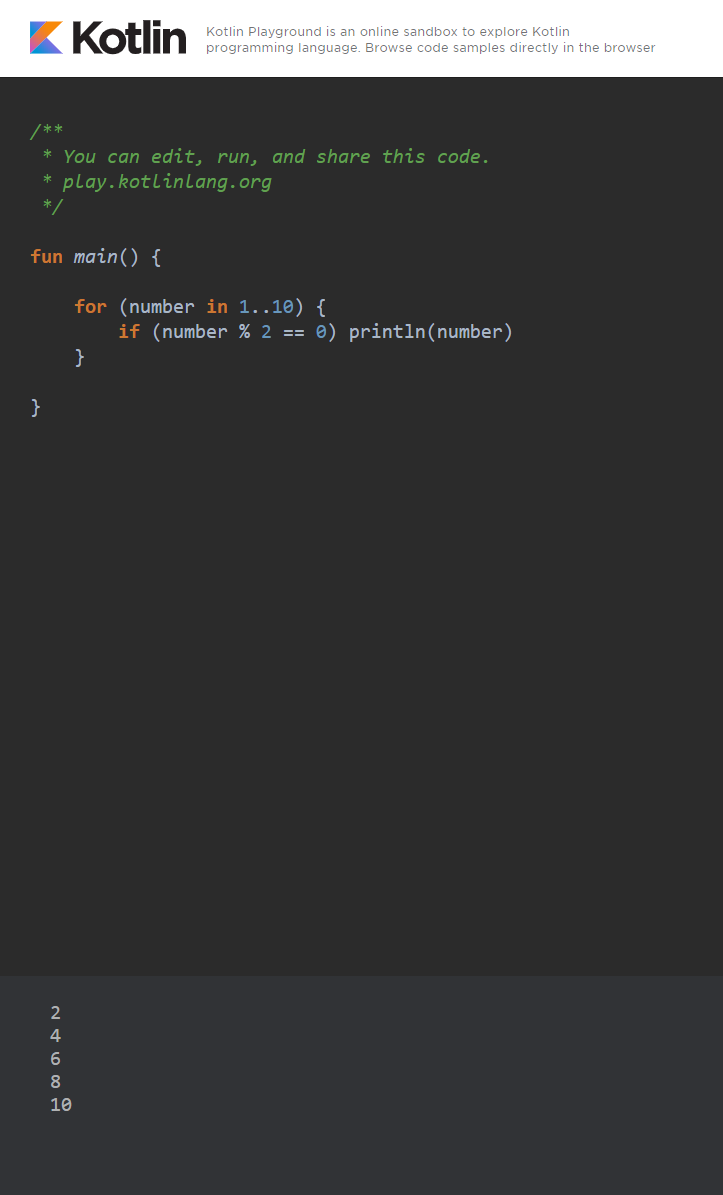 Kotlin
Kotlin Playground is an online sandbox to explore Kotlin
programming language. Browse code samples directly in the browser
/**
 * You can edit, run, and share this code.
 * play.kotlinlang.org
 */
fun main() {
    for (number in 1..10) {
        if (number % 2 == 0) println(number)
    }
}
2
4
6
8
10